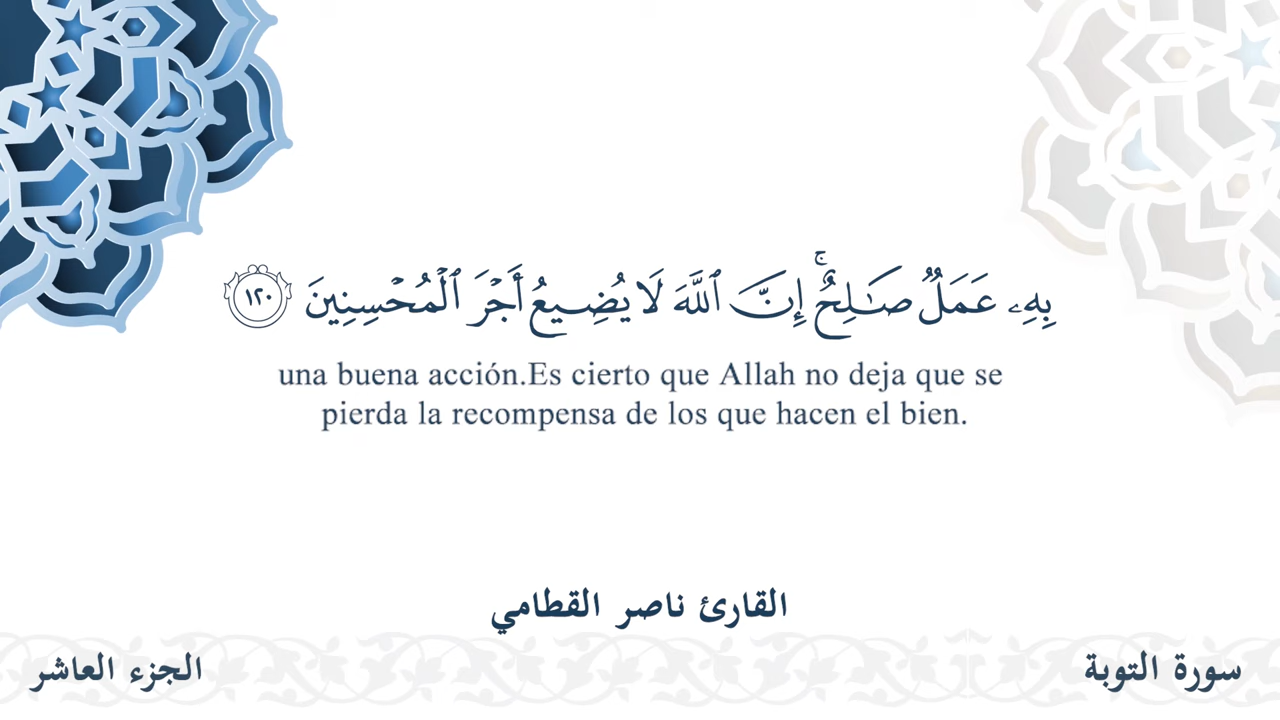 بِهِۦ عَمَلٌ صَٰلِحٌۚ إِنَّ ٱللَّهَ لَا يُضِيعُ أَجۡرَ ٱلۡمُحۡسِنِينَ ١٢٠
una buena acción.Es cierto que Allah no deja que se
pierda la recompensa de los que hacen el bien.
القارئ ناصر القطامي
سورة التوبة
الجزء العاشر